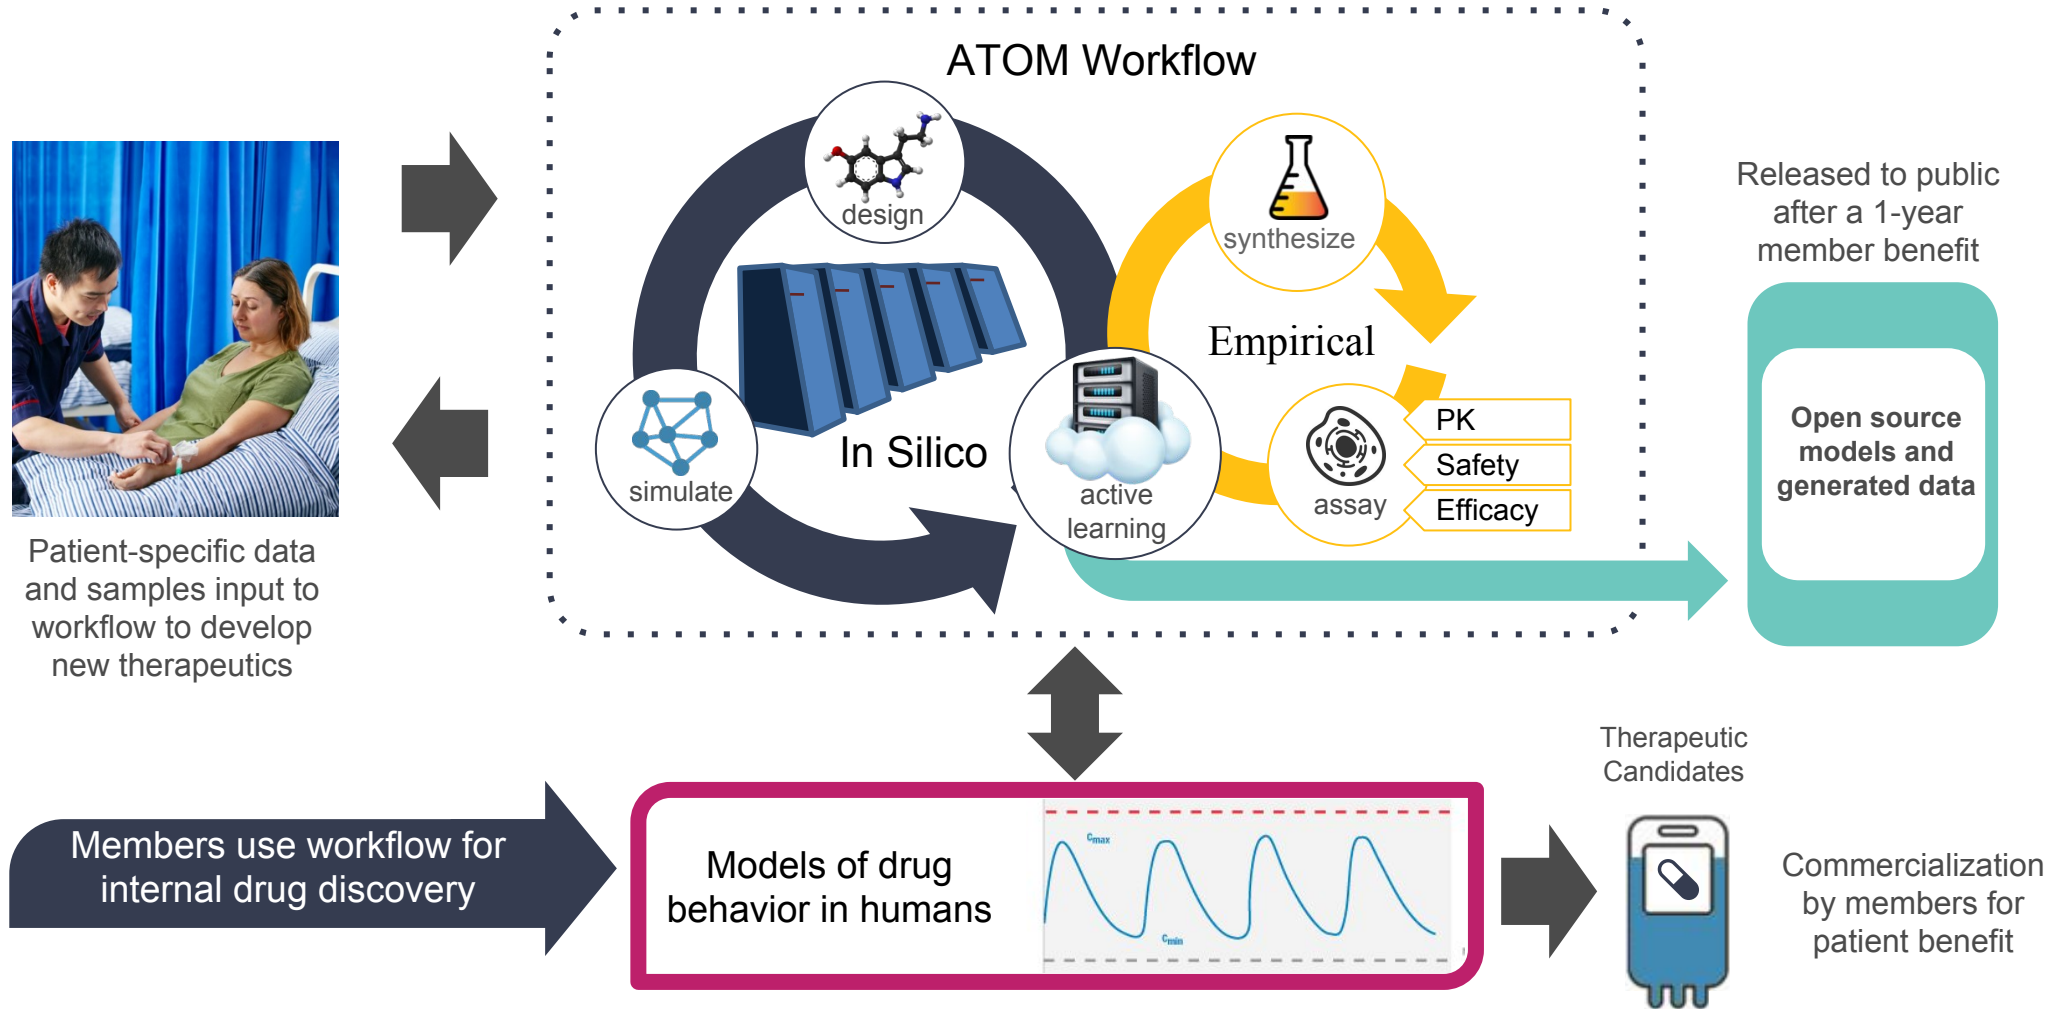 ATOM Workflow
design
synthesize
Empirical
PK
Safety
Efficacy
In Silico
simulate
active
learning
assay
Patient-specific data
and samples input to
workflow to develop
new therapeutics
Released to public
after a 1-year
member benefit
Open source
models and
generated data
Members use workflow for
internal drug discovery
Models of drug
behavior in humans
Cmax
Cmin
Therapeutic
Candidates
Commercialization
by members for
patient benefit